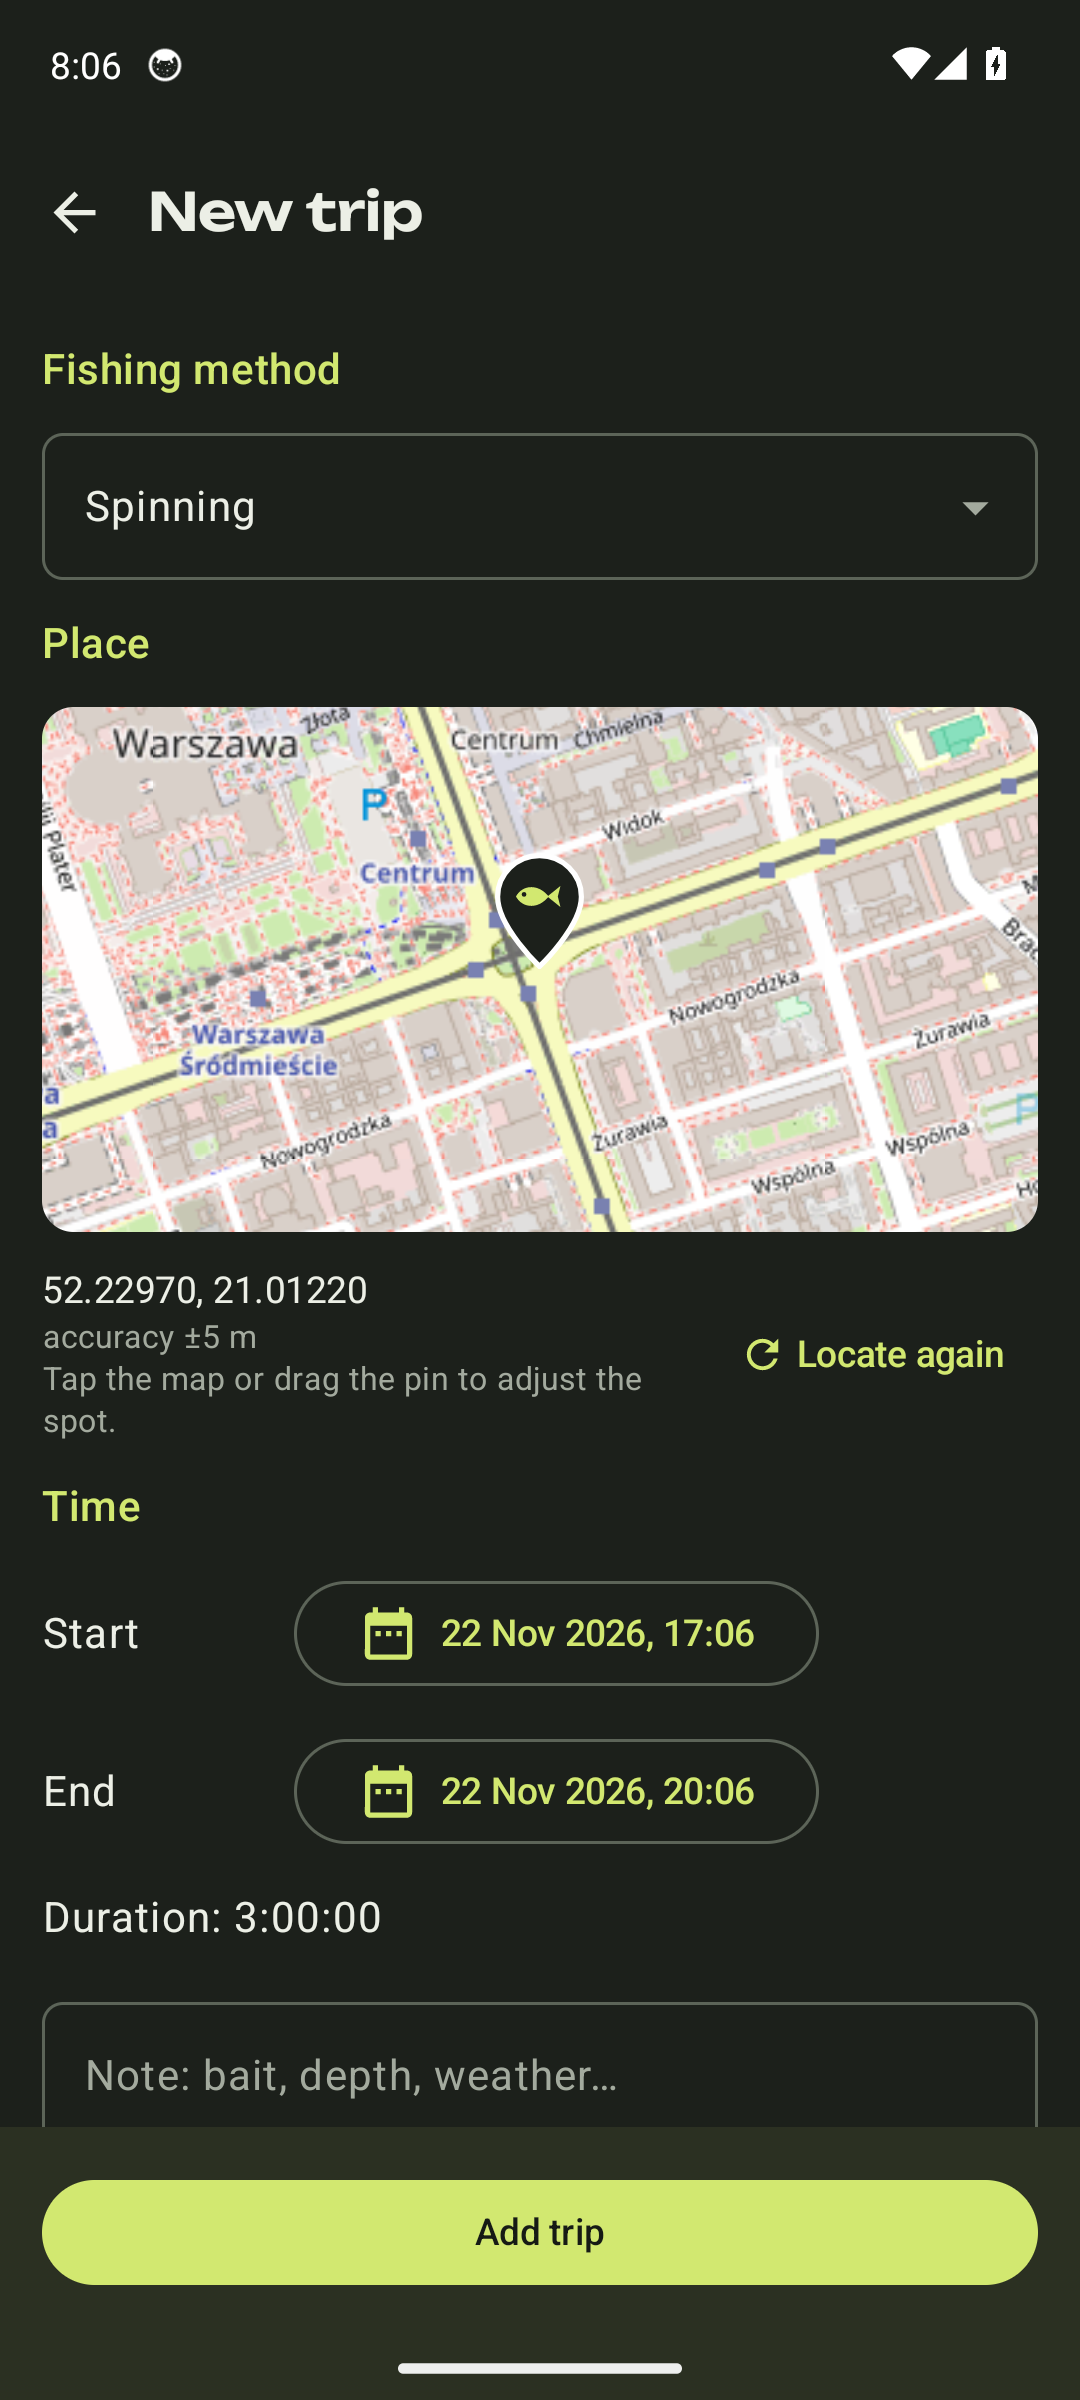 8:06
New trip
Fishing method
Spinning
Place
Warszawa
Złota
Centrum
Chmielna
P
Widok
Centrum
Nowogrodzka
Żurawia
Warszawa
Śródmieście
a
a
Nowogrodzka
Żurawia
Wspólna
Wspólna
P
52.22970, 21.01220
accuracy ±5 m
Tap the map or drag the pin to adjust the
spot.
Locate again
Time
Start
22 Nov 2026, 17:06
End
22 Nov 2026, 20:06
Duration: 3:00:00
Note: bait, depth, weather…
Add trip